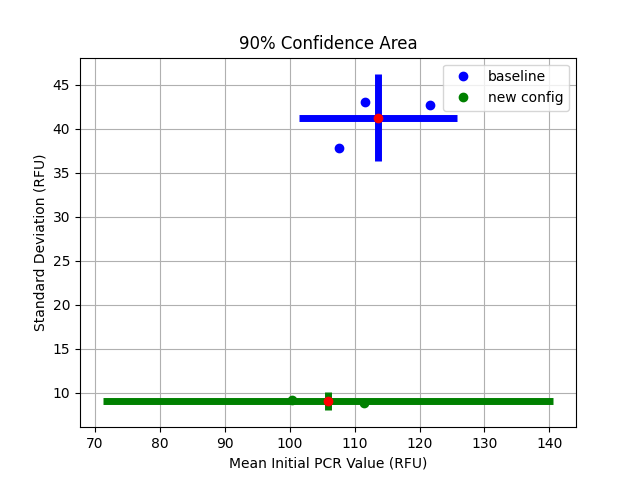 90% Confidence Area
baseline
new config
45
40
35
30
25
20
15
10
Standard Deviation (RFU)
70 80 90 100 110 120 130 140
Mean Initial PCR Value (RFU)